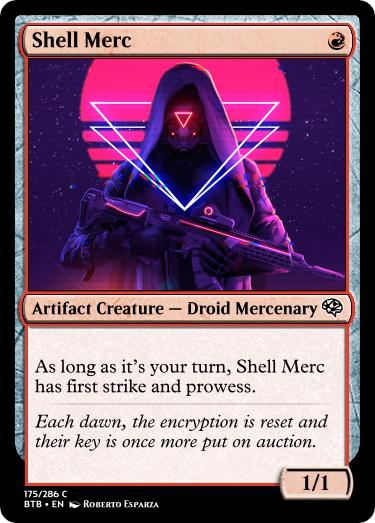 Shell Merc
Artifact Creature — Droid Mercenary
As long as it's your turn, Shell Merc
has first strike and prowess.
Each dawn, the encryption is reset and
their key is once more put on auction.
1/1
175/286 C
BTB • EN Roberto Esparza